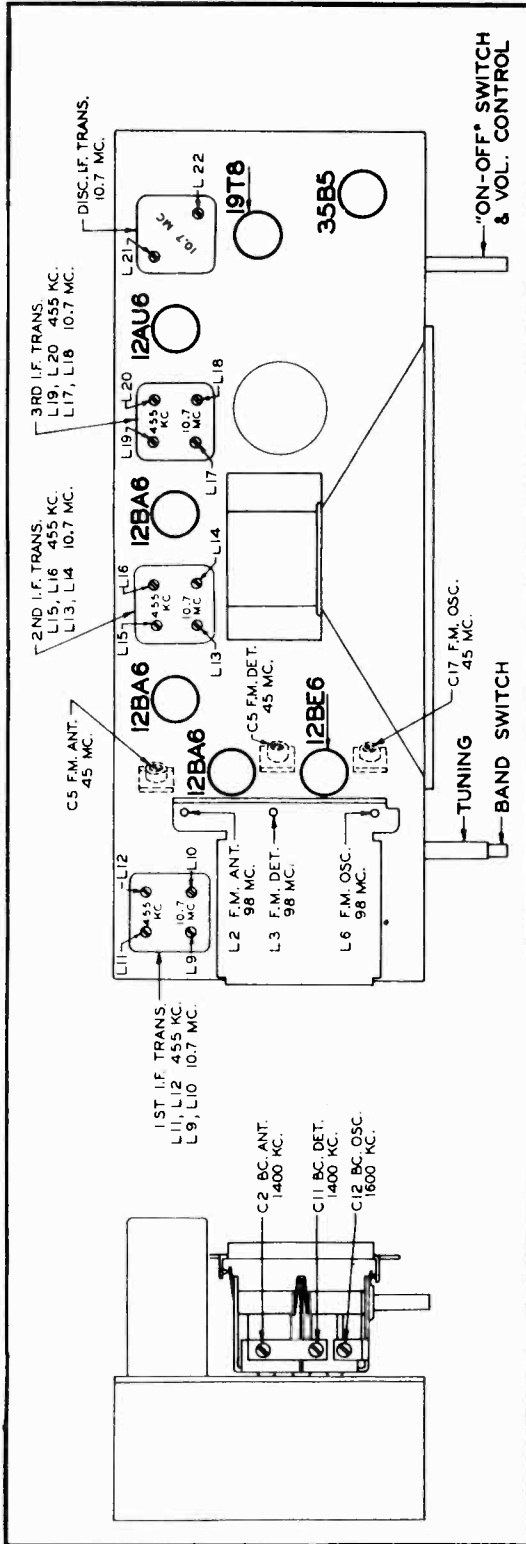 DISC. I.F. TRANS.
10.7 MC.
L21
10.7 MC
L22
19T8
35B5
"ON-OFF" SWITCH
& VOL. CONTROL
12AU6
3RD I.F. TRANS.
L19, L20 455 KC.
L17, L18 10.7 MC.
L20
L19
455
KC
10.7
MC
L18
L17
12BA6
2ND I.F. TRANS.
L15, L16 455 KC.
L13, L14 10.7 MC.
L16
L15
455
KC
10.7
MC
L14
L13
12BA6
C5 F.M. ANT.
45 MC.
12BA6
C5 F.M. DET.
45 MC.
12BE6
C17 F.M. OSC.
45 MC.
TUNING
BAND SWITCH
L2 F.M. ANT.
98 MC.
L3 F.M. DET.
98 MC.
L6 F.M. OSC.
98 MC.
L12
L11
455
KC
10.7
MC
L10
L9
1ST I.F. TRANS.
L11, L12 455 KC.
L9, L10 10.7 MC.
C2 BC. ANT.
1400 KC.
C11 BC. DET.
1400 KC.
C12 BC. OSC.
1600 KC.